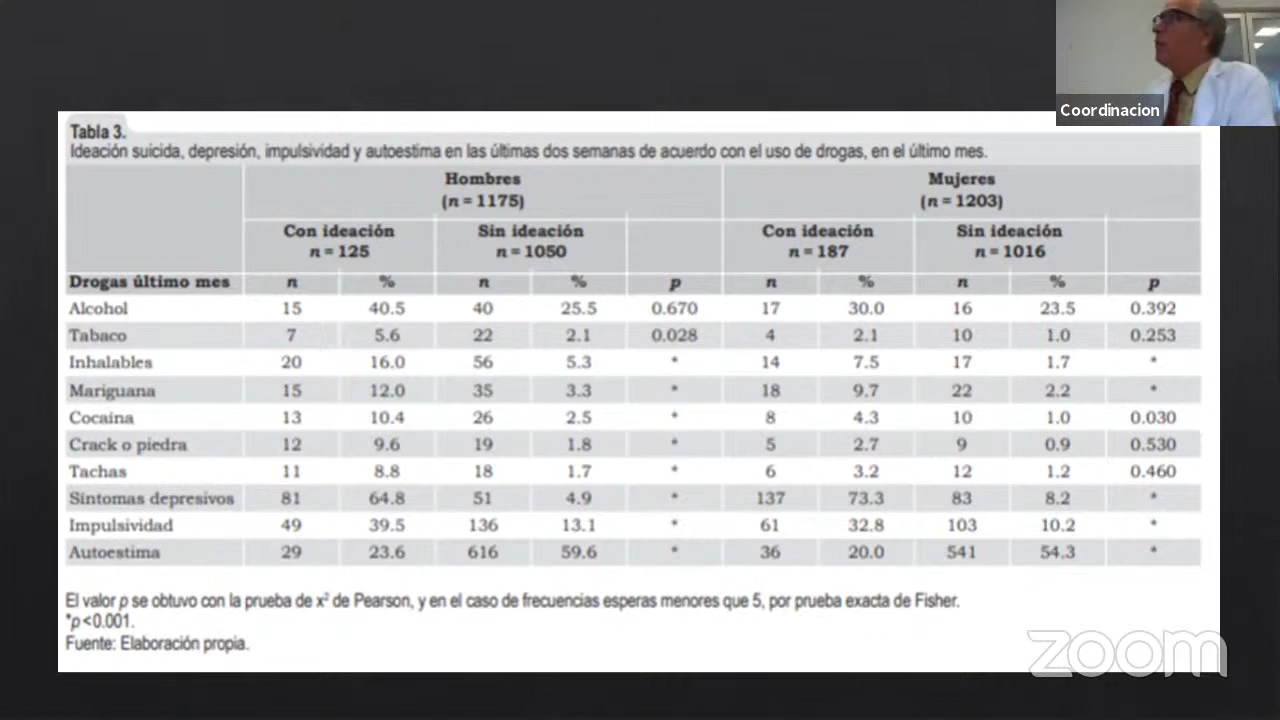 Coordinacion
Tabla 3.
Ideación suicida, depresión, impulsividad y autoestima en las últimas dos semanas de acuerdo con el uso de drogas, en el último mes.
Hombres Mujeres
(n = 1175) (n = 1203)
Con ideación Sin ideación Con ideación Sin ideación
n = 125 n = 1050 n = 187 n = 1016
Drogas último mes n % n % p n % n % p
Alcohol 15 40.5 40 25.5 0.670 17 30.0 16 23.5 0.392
Tabaco 7 5.6 22 2.1 0.028 4 2.1 10 1.0 0.253
Inhalables 20 16.0 56 5.3 * 14 7.5 17 1.7 *
Mariguana 15 12.0 35 3.3 * 18 9.7 22 2.2 *
Cocaína 13 10.4 26 2.5 * 8 4.3 10 1.0 0.030
Crack o piedra 12 9.6 19 1.8 * 5 2.7 9 0.9 0.530
Tachas 11 8.8 18 1.7 * 6 3.2 12 1.2 0.460
Síntomas depresivos 81 64.8 51 4.9 * 137 73.3 83 8.2 *
Impulsividad 49 39.5 136 13.1 * 61 32.8 103 10.2 *
Autoestima 29 23.6 616 59.6 * 36 20.0 541 54.3 *
El valor p se obtuvo con la prueba de x² de Pearson, y en el caso de frecuencias esperas menores que 5, por prueba exacta de Fisher.
*p<0.001.
Fuente: Elaboración propia.
zoom